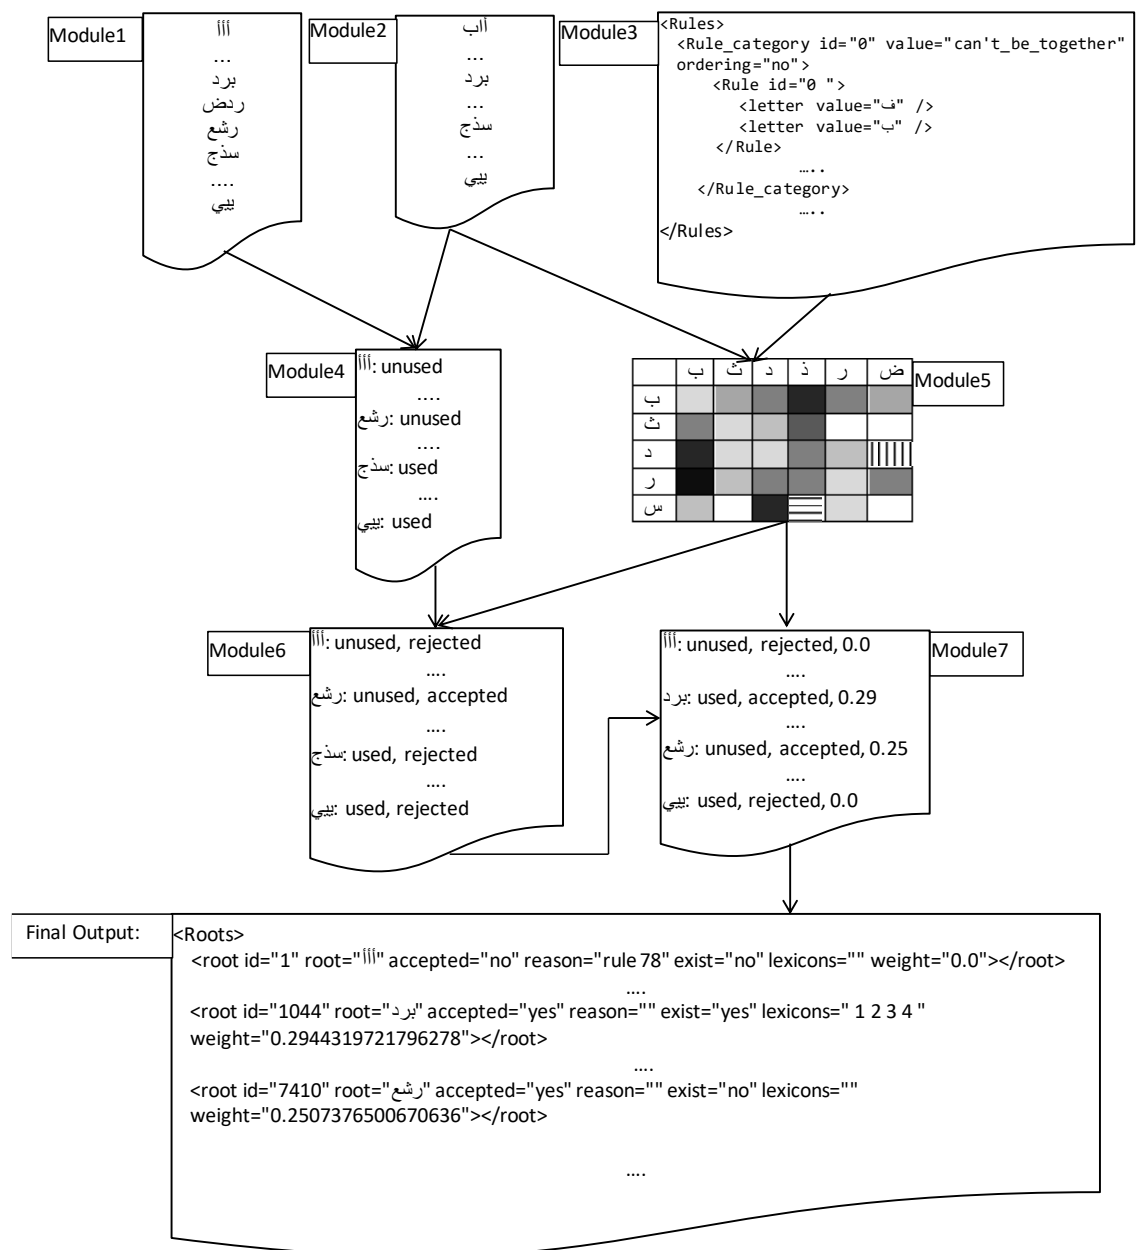 Module1
أأأ
...
برد
ردض
رشع
سذج
....
ييي
Module2
أاب
...
برد
...
سذج
...
ييي
Module3
<Rules>
<Rule_category id="0" value="can't_be_together"
ordering="no">
<Rule id="0 ">
<letter value="ف" />
<letter value="ب" />
</Rule>
…..
</Rule_category>
…..
</Rules>
Module4
أأأ: unused
....
رشع: unused
....
سذج: used
....
ييي: used
ب ث د ذ ر ض
ب
ث
د
ر
س
Module5
Module6
أأأ: unused, rejected
....
رشع: unused, accepted
....
سذج: used, rejected
....
ييي: used, rejected
أأأ: unused, rejected, 0.0
....
برد: used, accepted, 0.29
....
رشع: unused, accepted, 0.25
....
ييي: used, rejected, 0.0
Module7
Final Output:
<Roots>
<root id="1" root="أأأ" accepted="no" reason="rule 78" exist="no" lexicons="" weight="0.0"></root>
....
<root id="1044" root="برد" accepted="yes" reason="" exist="yes" lexicons=" 1 2 3 4 "
weight="0.2944319721796278"></root>
....
<root id="7410" root="رشع" accepted="yes" reason="" exist="no" lexicons=""
weight="0.2507376500670636"></root>
....